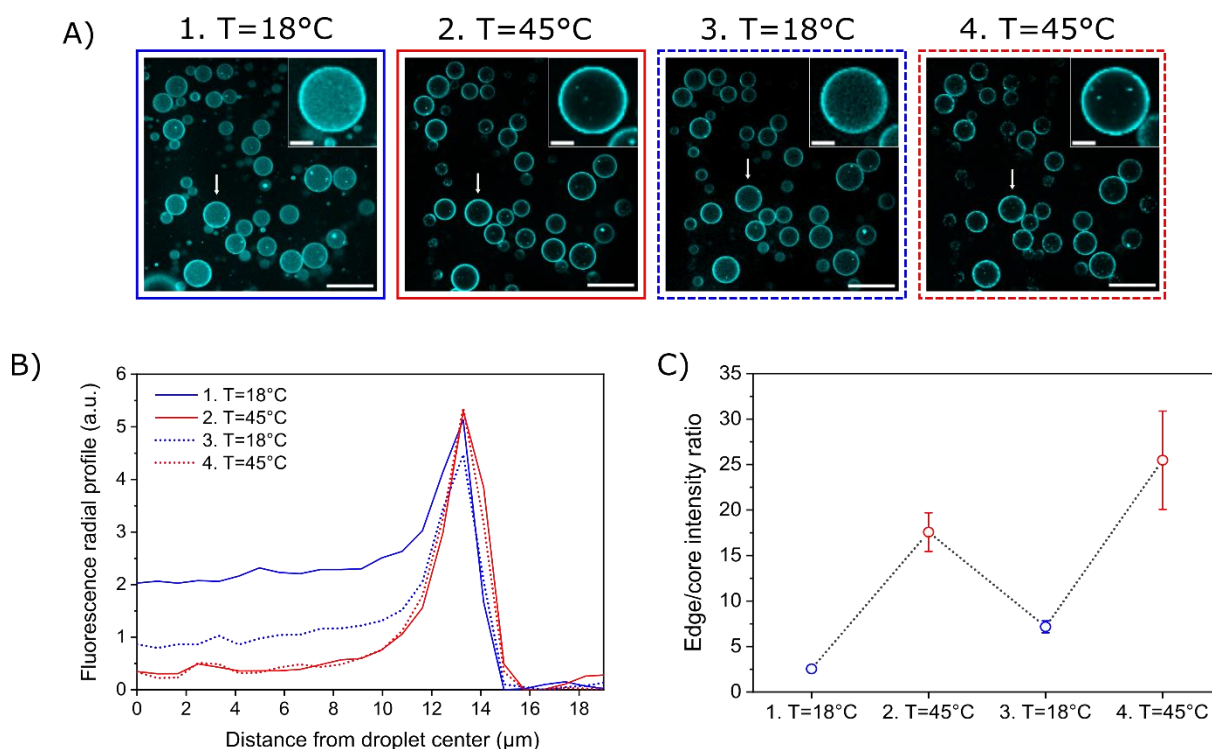 A)
1. T=18°C
2. T=45°C
3. T=18°C
4. T=45°C
B)
Fluorescence radial profile (a.u.)
6
5
4
3
2
1
0
1. T=18°C
2. T=45°C
3. T=18°C
4. T=45°C
0 2 4 6 8 10 12 14 16 18
Distance from droplet center (µm)
C)
Edge/core intensity ratio
35
30
25
20
15
10
5
0
1. T=18°C 2. T=45°C 3. T=18°C 4. T=45°C